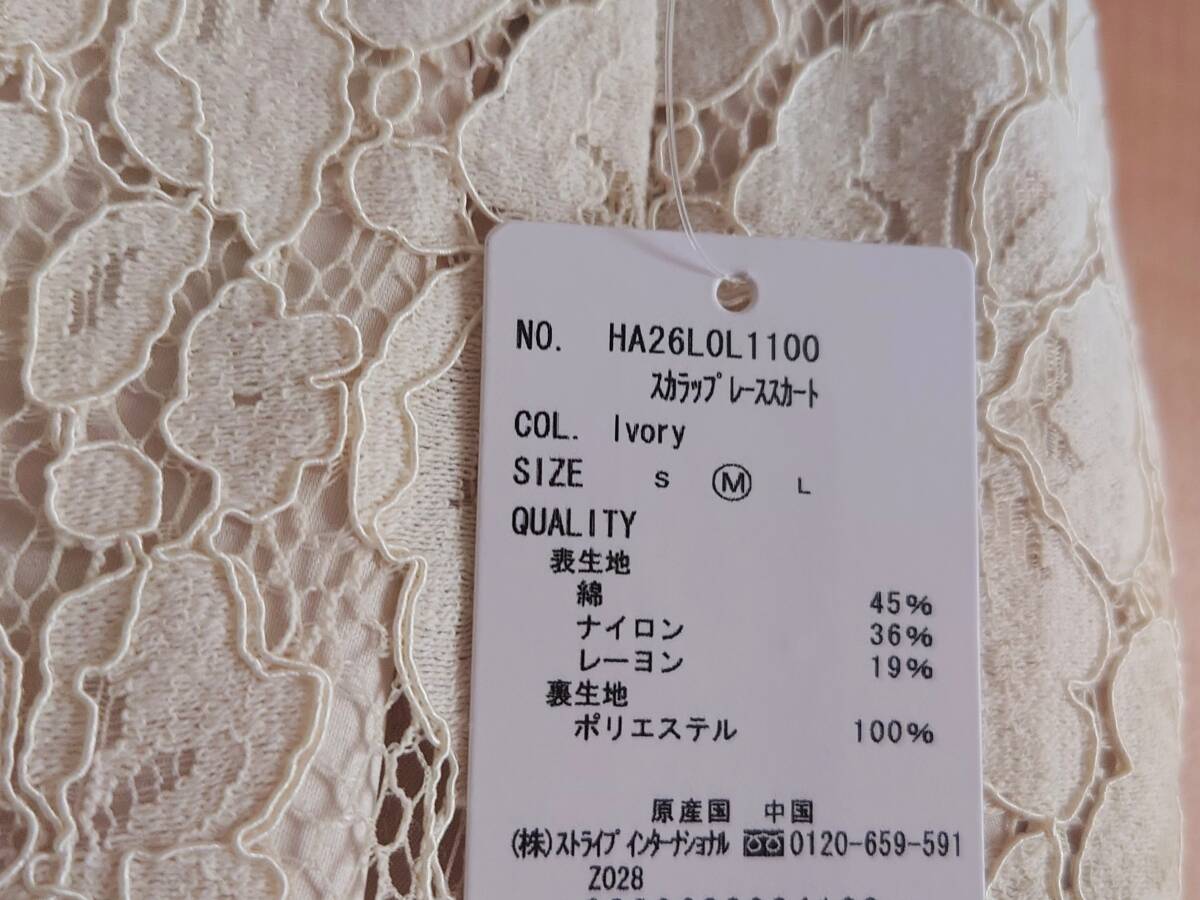 NO. HA26L0L1100
スカラップ レーススカート
COL. Ivory
SIZE S M L
QUALITY
表生地
綿 45%
ナイロン 36%
レーヨン 19%
裏生地
ポリエステル 100%
原産国 中国
(株)ストライプ インターナショナル 0120-659-591
Z028